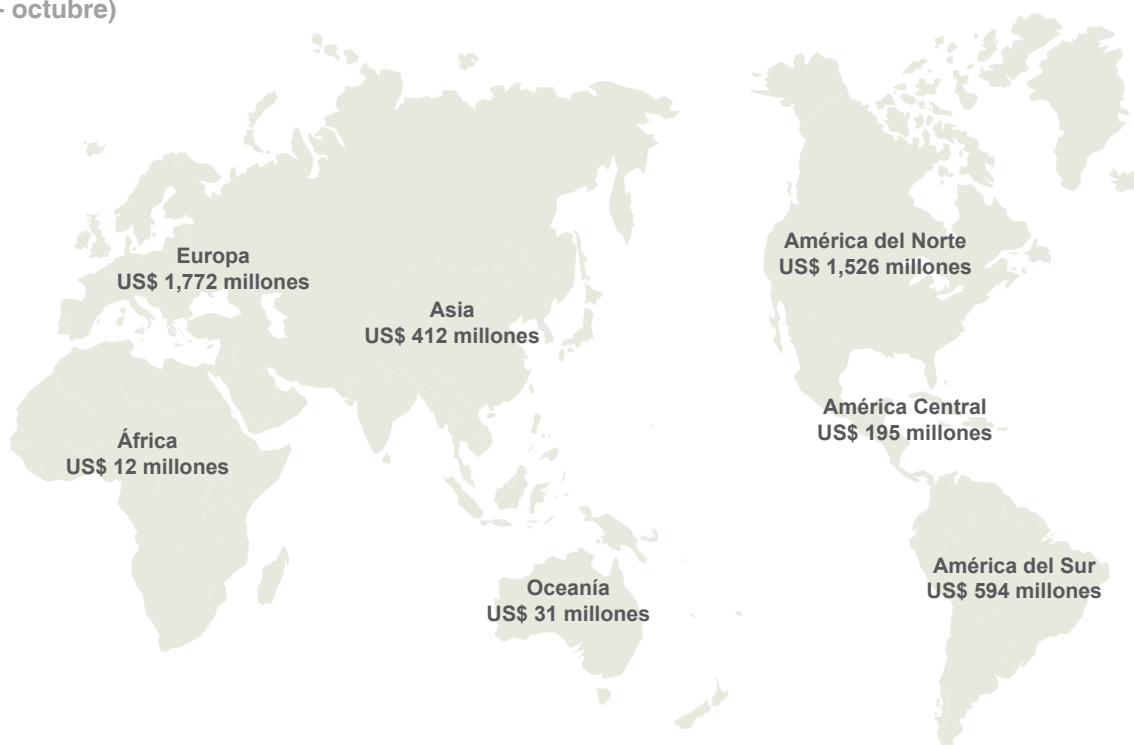 - octubre)
Europa
US$ 1,772 millones
América del Norte
US$ 1,526 millones
Asia
US$ 412 millones
América Central
US$ 195 millones
África
US$ 12 millones
América del Sur
US$ 594 millones
Oceanía
US$ 31 millones